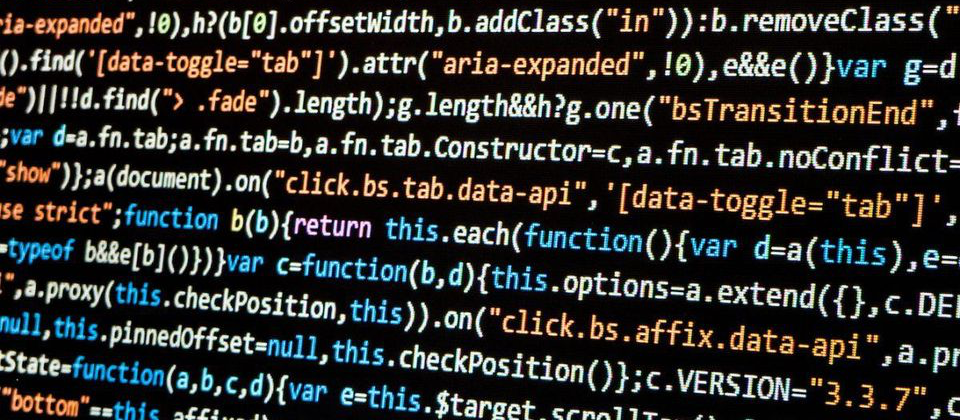 ria-expanded",!0),h?(b[0].offsetWidth,b.addClass("in")):b.removeClass("
().find('[data-toggle="tab"]').attr("aria-expanded",!0),e&&e()}var g=d
de")||!!d.find("> .fade").length);g.length&&h?g.one("bsTransitionEnd",f
;var d=a.fn.tab;a.fn.tab=b,a.fn.tab.Constructor=c,a.fn.tab.noConflict=
"show")};a(document).on("click.bs.tab.data-api",'[data-toggle="tab"]',
se strict";function b(b){return this.each(function(){var d=a(this),e=
=typeof b&&e[b]()})}var c=function(b,d){this.options=a.extend({},c.DE
",a.proxy(this.checkPosition,this)).on("click.bs.affix.data-api",a.pr
null,this.pinnedOffset=null,this.checkPosition()};c.VERSION="3.3.7",c
tState=function(a,b,c,d){var e=this.$target.scrollTop()
"bottom"==this.affixed)